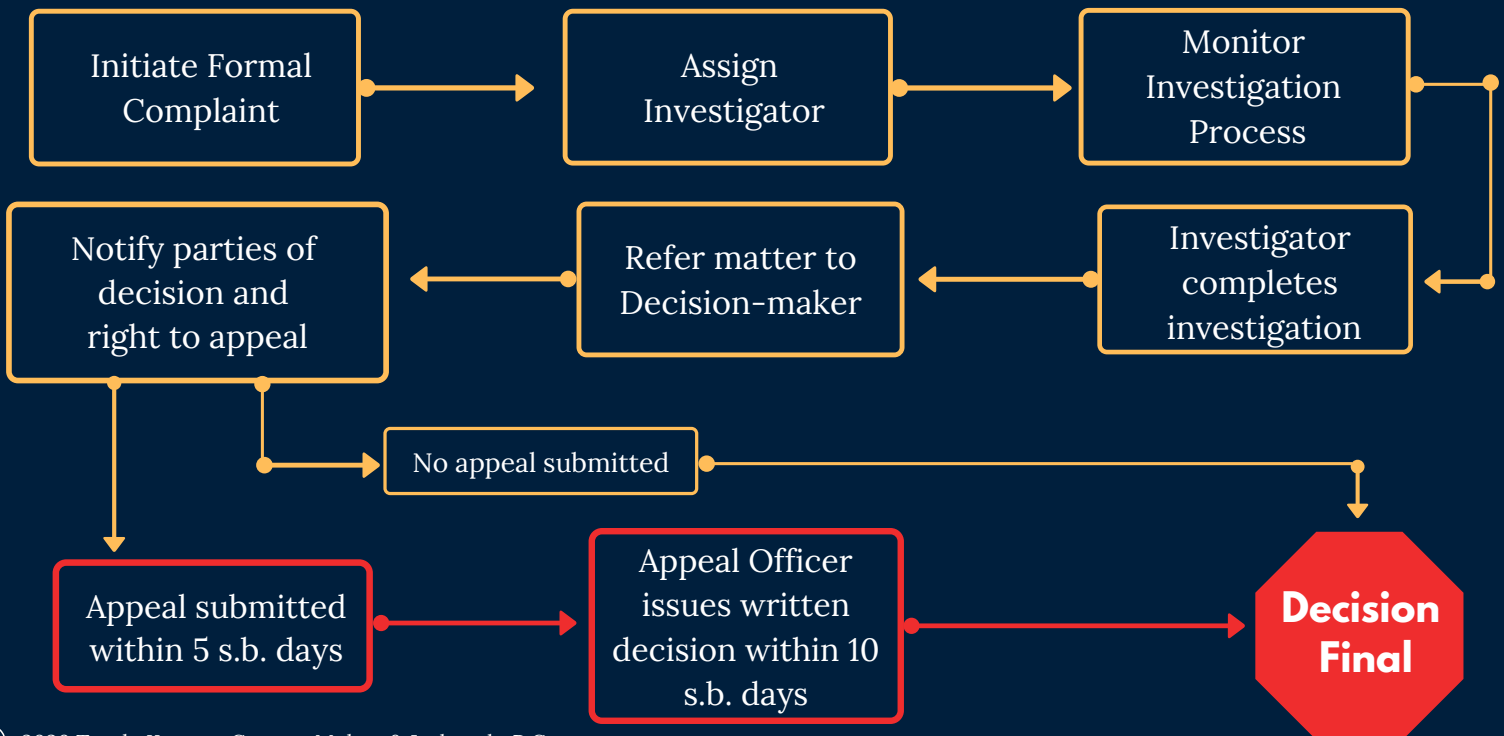 Initiate Formal
Complaint
Assign
Investigator
Monitor
Investigation
Process
Investigator
completes
investigation
Refer matter to
Decision-maker
Notify parties of
decision and
right to appeal
No appeal submitted
Appeal submitted
within 5 s.b. days
Appeal Officer
issues written
decision within 10
s.b. days
Decision
Final